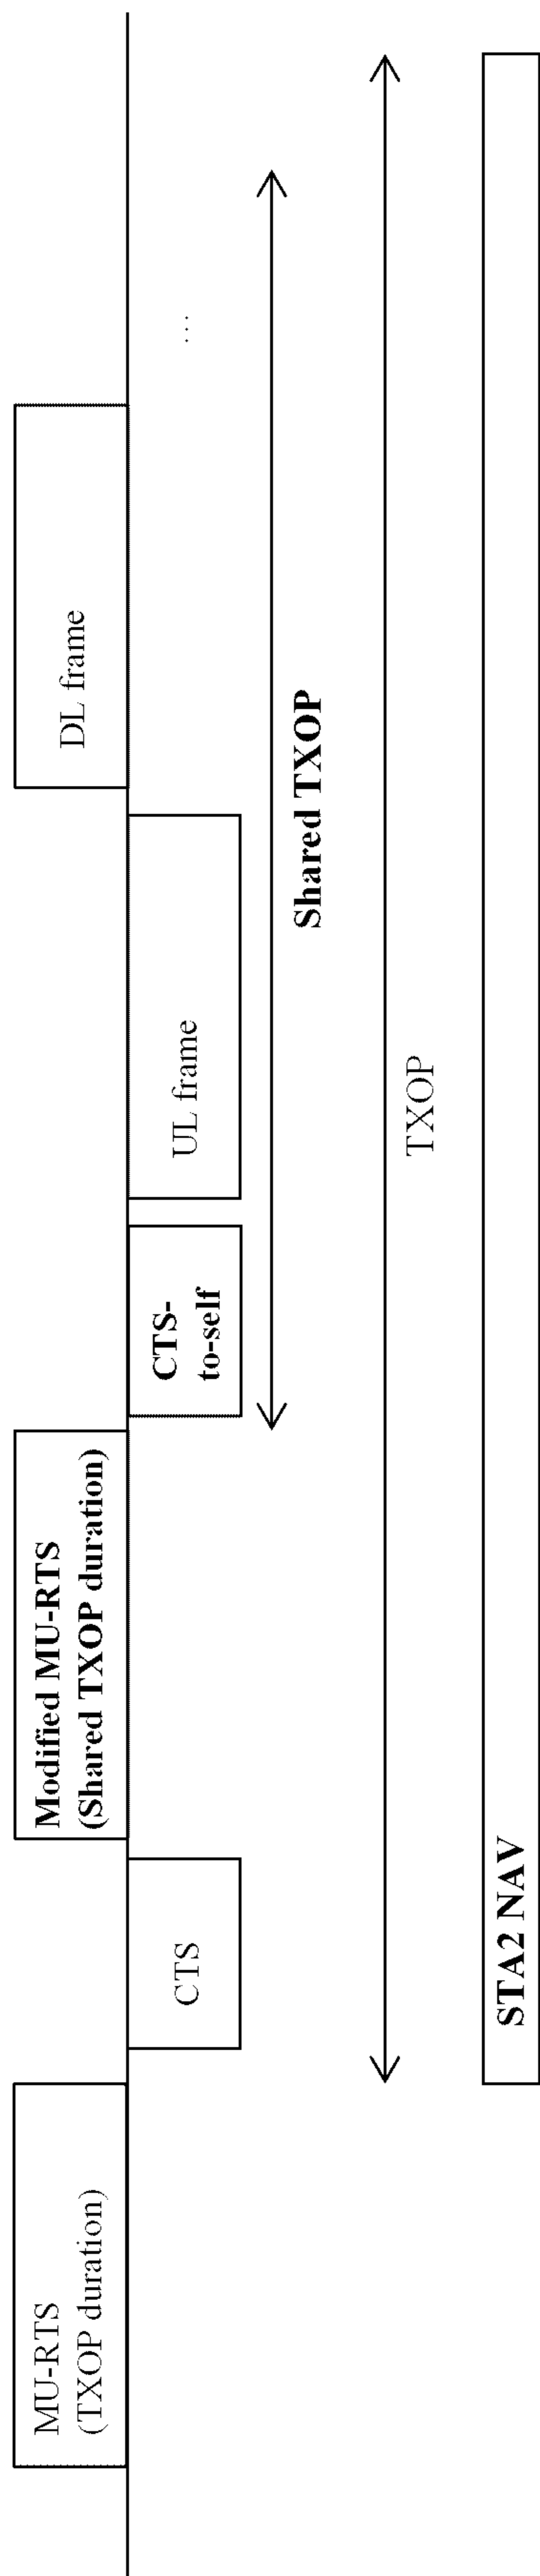 MU-RTS
(TXOP duration)
CTS
Modified MU-RTS
(Shared TXOP duration)
CTS-
to-self
UL frame
DL frame
...
Shared TXOP
TXOP
STA2 NAV